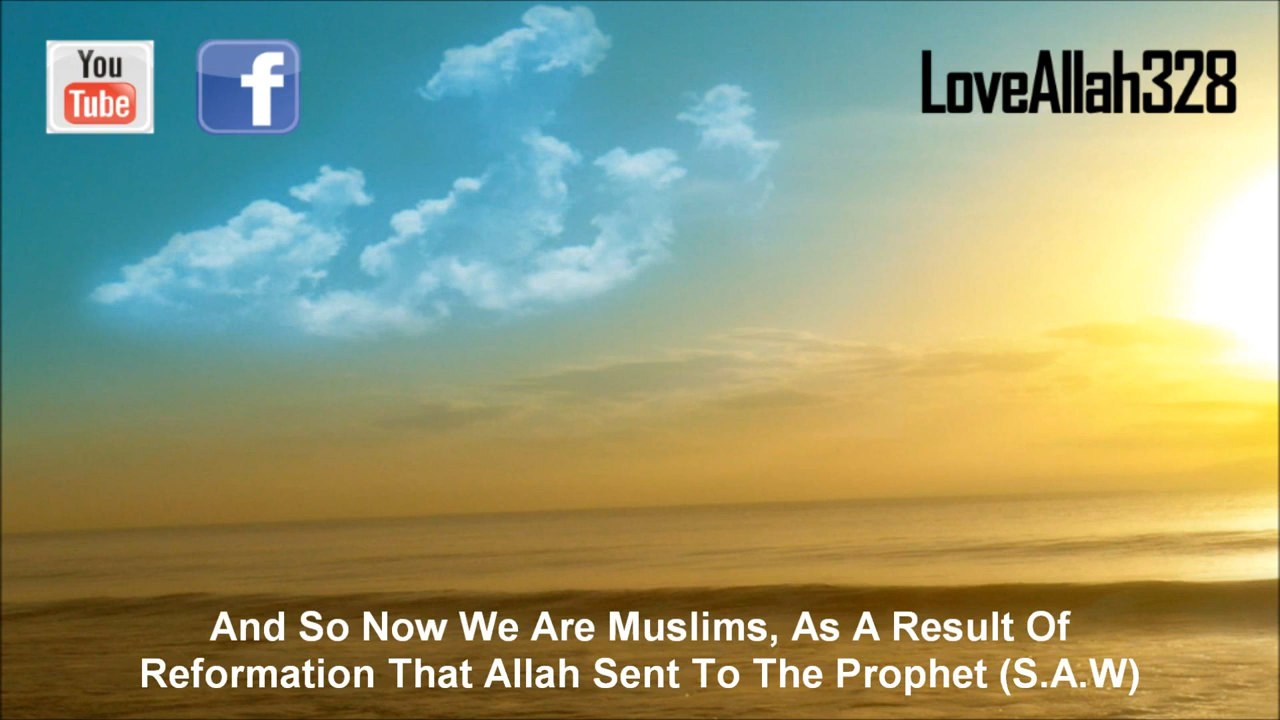 You
Tube
f
LoveAllah328
And So Now We Are Muslims, As A Result Of
Reformation That Allah Sent To The Prophet (S.A.W)